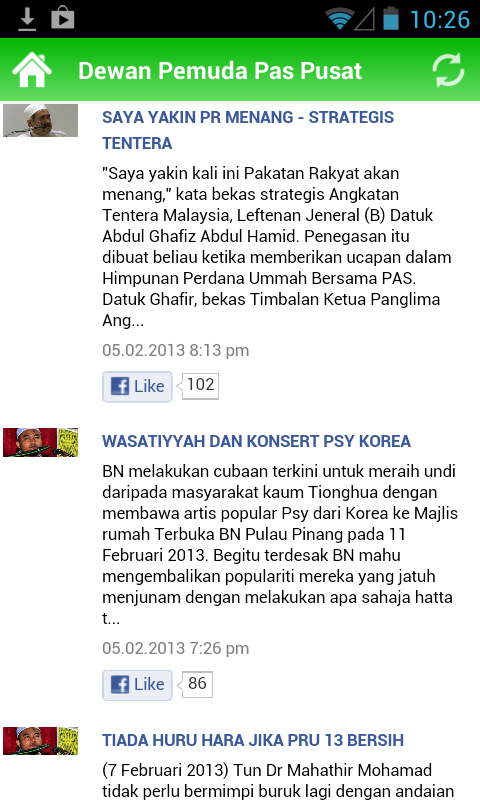 10:26
Dewan Pemuda Pas Pusat
SAYA YAKIN PR MENANG - STRATEGIS
TENTERA
"Saya yakin kali ini Pakatan Rakyat akan
menang," kata bekas strategis Angkatan
Tentera Malaysia, Leftenan Jeneral (B) Datuk
Abdul Ghafiz Abdul Hamid. Penegasan itu
dibuat beliau ketika memberikan ucapan dalam
Himpunan Perdana Ummah Bersama PAS.
Datuk Ghafir, bekas Timbalan Ketua Panglima
Ang...
05.02.2013 8:13 pm
Like 102
WASATIYYAH DAN KONSERT PSY KOREA
BN melakukan cubaan terkini untuk meraih undi
daripada masyarakat kaum Tionghua dengan
membawa artis popular Psy dari Korea ke Majlis
rumah Terbuka BN Pulau Pinang pada 11
Februari 2013. Begitu terdesak BN mahu
mengembalikan populariti mereka yang jatuh
menjunam dengan melakukan apa sahaja hatta
t...
05.02.2013 7:26 pm
Like 86
TIADA HURU HARA JIKA PRU 13 BERSIH
(7 Februari 2013) Tun Dr Mahathir Mohamad
tidak perlu bermimpi buruk lagi dengan andaian